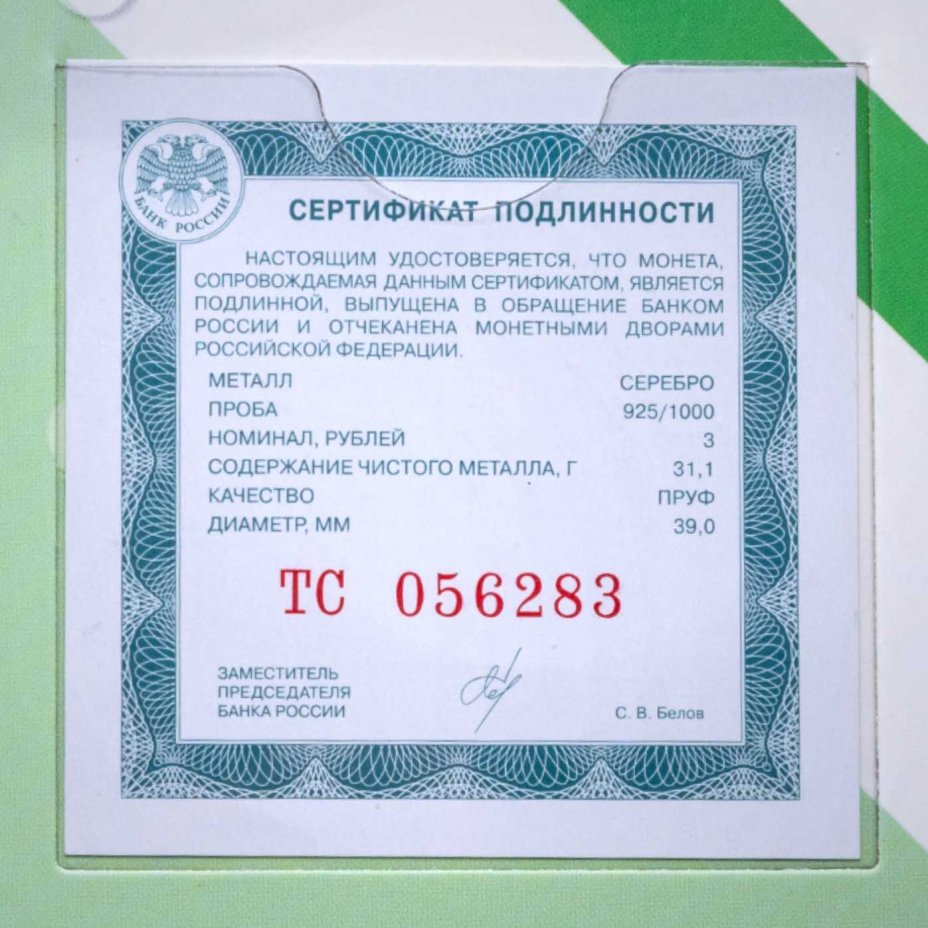 БАНК РОССИИ
СЕРТИФИКАТ ПОДЛИННОСТИ
НАСТОЯЩИМ УДОСТОВЕРЯЕТСЯ, ЧТО МОНЕТА,
СОПРОВОЖДАЕМАЯ ДАННЫМ СЕРТИФИКАТОМ, ЯВЛЯЕТСЯ
ПОДЛИННОЙ, ВЫПУЩЕНА В ОБРАЩЕНИЕ БАНКОМ
РОССИИ И ОТЧЕКАНЕНА МОНЕТНЫМИ ДВОРАМИ
РОССИЙСКОЙ ФЕДЕРАЦИИ.
МЕТАЛЛ СЕРЕБРО
ПРОБА 925/1000
НОМИНАЛ, РУБЛЕЙ 3
СОДЕРЖАНИЕ ЧИСТОГО МЕТАЛЛА, Г 31,1
КАЧЕСТВО ПРУФ
ДИАМЕТР, ММ 39,0
ТС 056283
ЗАМЕСТИТЕЛЬ
ПРЕДСЕДАТЕЛЯ
БАНКА РОССИИ С. В. Белов